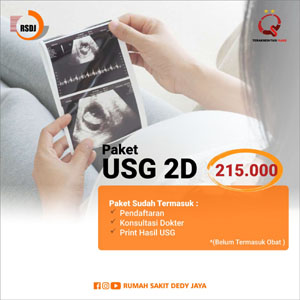 RSDJ
Paket
USG 2D
215.000
Paket Sudah Termasuk :
Pendaftaran
Konsultasi Dokter
Print Hasil USG
*(Belum Termasuk Obat )
RUMAH SAKIT DEDY JAYA